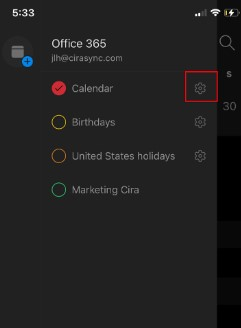 5:33
Office 365
jlh@cirasync.com
Calendar
S
Birthdays
30
United States holidays
Marketing Cira